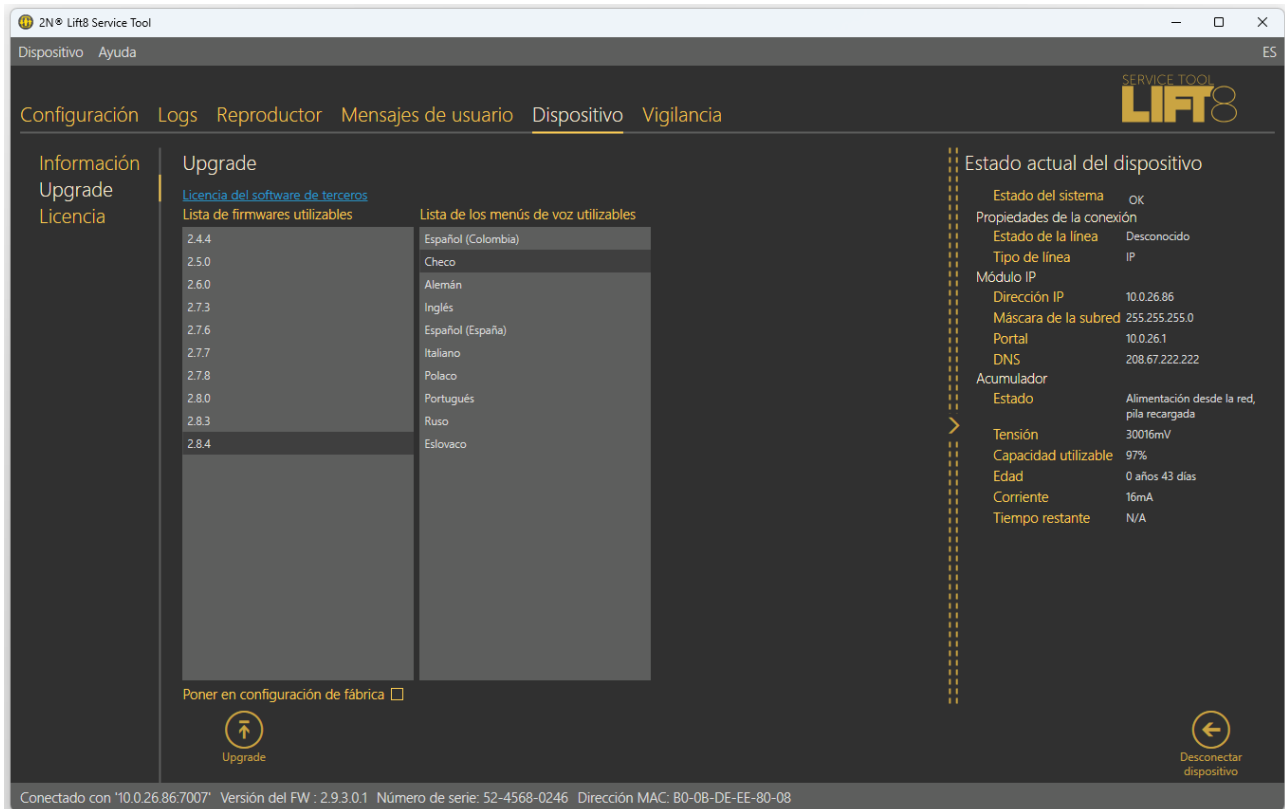 2N® Lift8 Service Tool
Dispositivo Ayuda ES
SERVICE TOOL
LIFT8
Configuración Logs Reproductor Mensajes de usuario Dispositivo Vigilancia
Información
Upgrade
Licencia
Upgrade
Licencia del software de terceros
Lista de firmwares utilizables
2.4.4
2.5.0
2.6.0
2.7.3
2.7.6
2.7.7
2.7.8
2.8.0
2.8.3
2.8.4
Lista de los menús de voz utilizables
Español (Colombia)
Checo
Alemán
Inglés
Español (España)
Italiano
Polaco
Portugués
Ruso
Eslovaco
Poner en configuración de fábrica
Upgrade
Estado actual del dispositivo
Estado del sistema OK
Propiedades de la conexión
Estado de la línea Desconocido
Tipo de línea IP
Módulo IP
Dirección IP 10.0.26.86
Máscara de la subred 255.255.255.0
Portal 10.0.26.1
DNS 208.67.222.222
Acumulador
Estado Alimentación desde la red,
pila recargada
Tensión 30016mV
Capacidad utilizable 97%
Edad 0 años 43 días
Corriente 16mA
Tiempo restante N/A
Desconectar
dispositivo
Conectado con '10.0.26.86:7007' Versión del FW : 2.9.3.0.1 Número de serie: 52-4568-0246 Dirección MAC: B0-0B-DE-EE-80-08